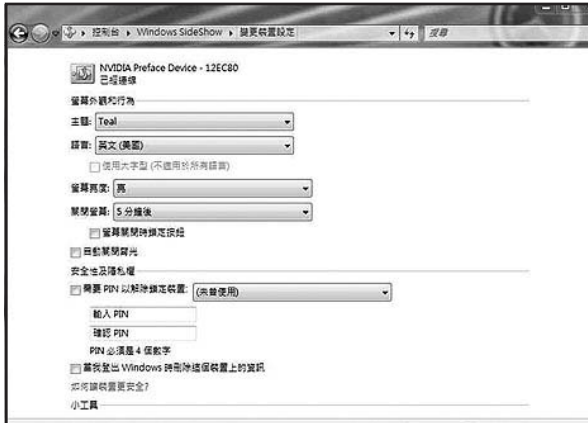 控制台 ▸ Windows SideShow ▸ 變更裝置設定
搜尋
NVIDIA Preface Device - 12EC80
已經連線
螢幕外觀和行為
主題: Teal
語言: 英文 (美國)
使用大字型 (不適用於所有語言)
螢幕亮度: 亮
關閉螢幕: 5 分鐘後
螢幕關閉時鎖定按鈕
自動關閉背光
安全性及隱私權
需要 PIN 以解除鎖定裝置: (未曾使用)
輸入 PIN
確認 PIN
PIN 必須是 4 個數字
當我登出 Windows 時刪除這個裝置上的資訊
如何讓裝置更安全?
小工具